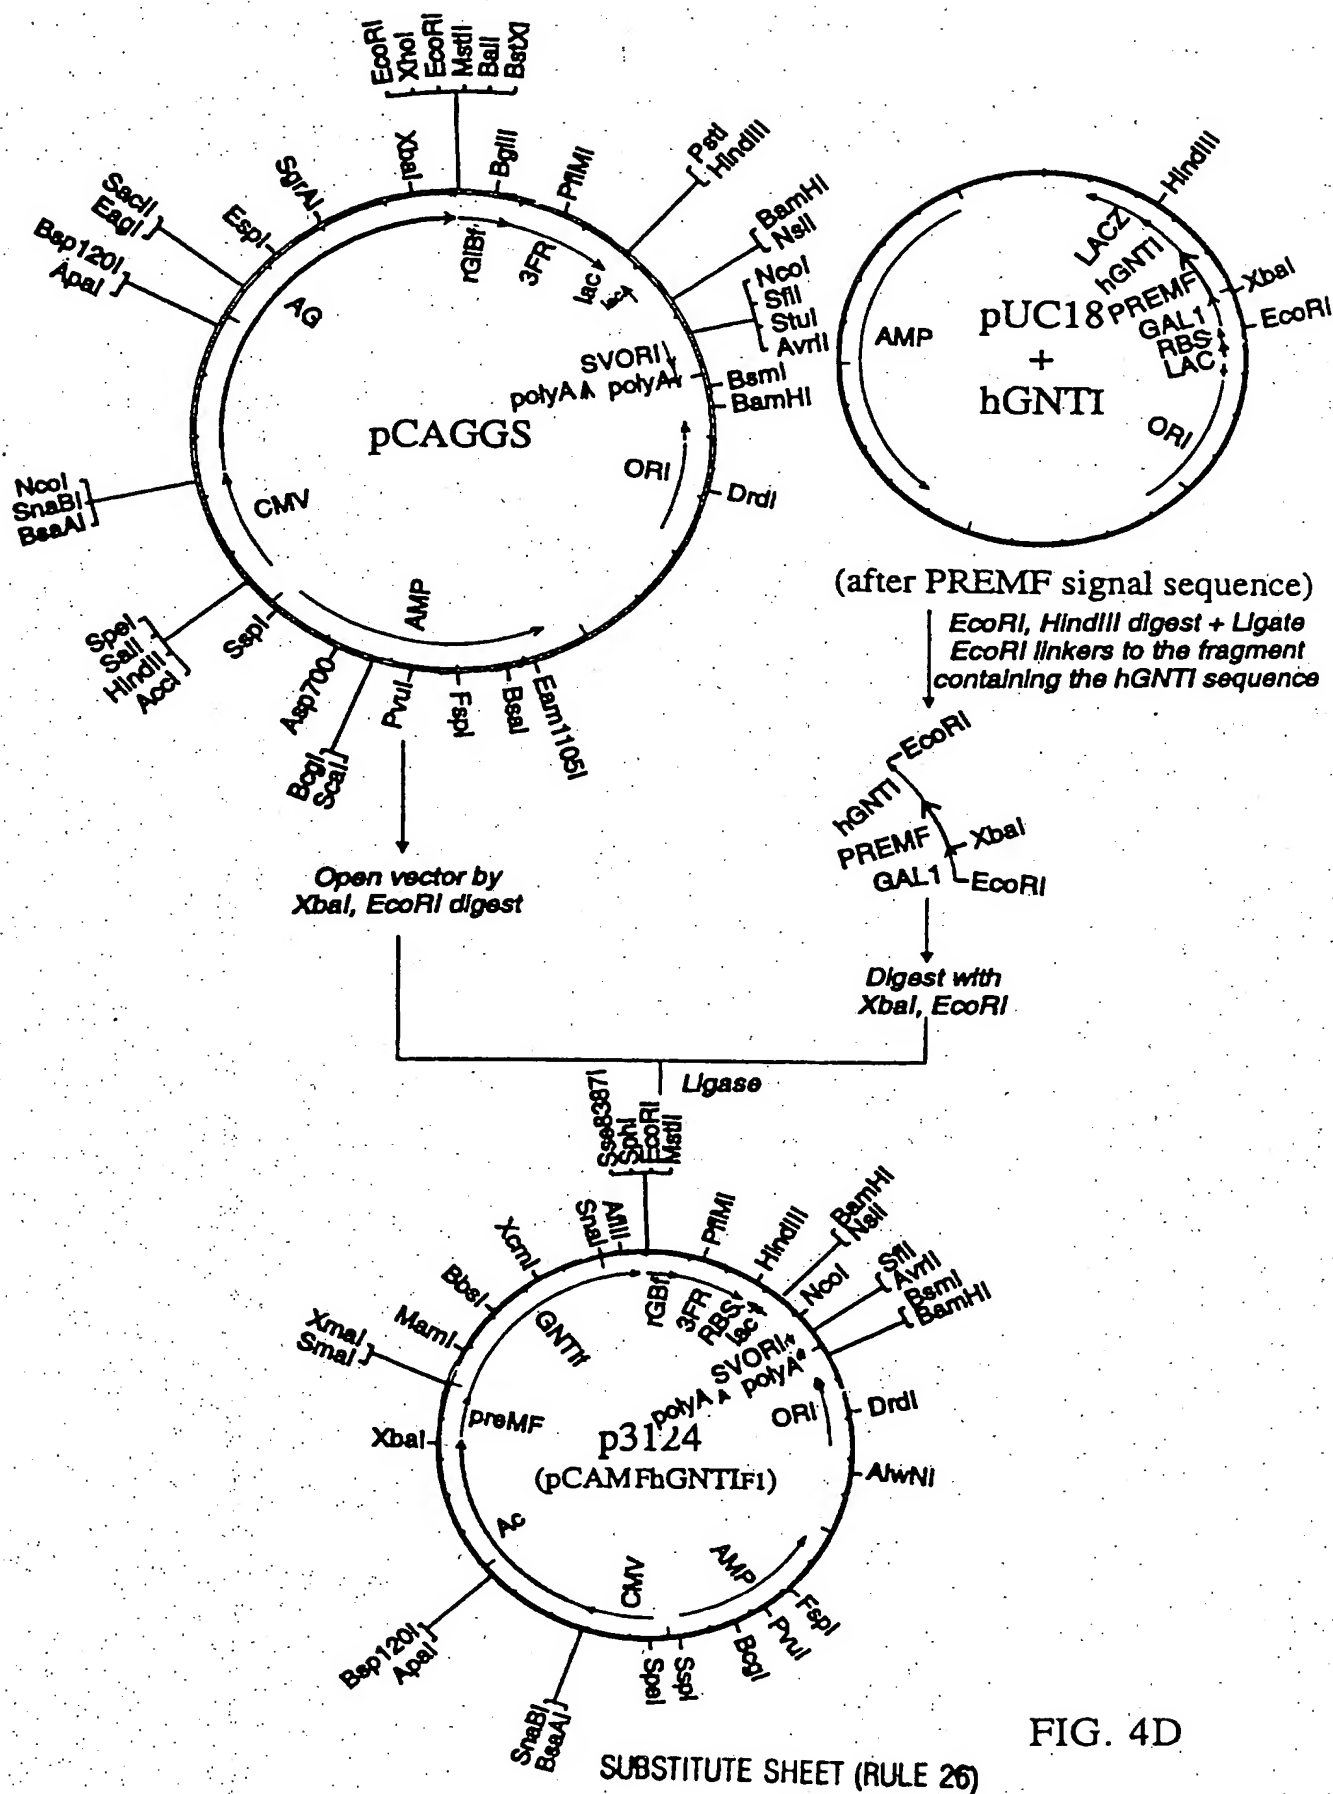 EcoRI
XhoI
EcoRI
MstII
BalI
BstXI
XbaI
BglII
PflMI
PstI
HindIII
BamHI
NsiI
NcoI
SfiI
StuI
AvrII
BsmI
BamHI
DrdI
SgrAI
EspI
SacII
EagI
Bsp120I
ApaI
AG
rGlBf
3FR
lac
SVORI
polyA
polyA
pCAGGS
ORI
CMV
AMP
NcoI
SnaBI
BsaAI
SpeI
SalI
HindII
AccI
SspI
Asp700
BcgI
ScaI
PvuI
FspI
BsaI
Eam1105I
HindIII
LACZ
hGNTI
PREMF
GAL1
RBS
LAC
XbaI
EcoRI
AMP
pUC18
+
hGNTI
ORI
(after PREMF signal sequence)
EcoRI, HindIII digest + Ligate
EcoRI linkers to the fragment
containing the hGNTI sequence
EcoRI
hGNTI
PREMF
XbaI
GAL1
EcoRI
Open vector by
XbaI, EcoRI digest
Digest with
XbaI, EcoRI
Ligase
Sse8387I
SphI
EcoRI
MstII
AflII
SnaI
XcmI
BbsI
MamI
XmaI
SmaI
XbaI
PflMI
HindIII
BamHI
NsiI
NcoI
SfiI
AvrII
BsmI
BamHI
DrdI
AlwNI
GNTIf
rGBf
3FR
RBS
lac
SVORI
polyA
polyA
ORI
preMF
p3124
(pCAMFhGNTIF1)
Ac
CMV
AMP
Bsp120I
ApaI
SnaBI
BsaAI
SpeI
SspI
BcgI
PvuI
FspI
FIG. 4D
SUBSTITUTE SHEET (RULE 26)